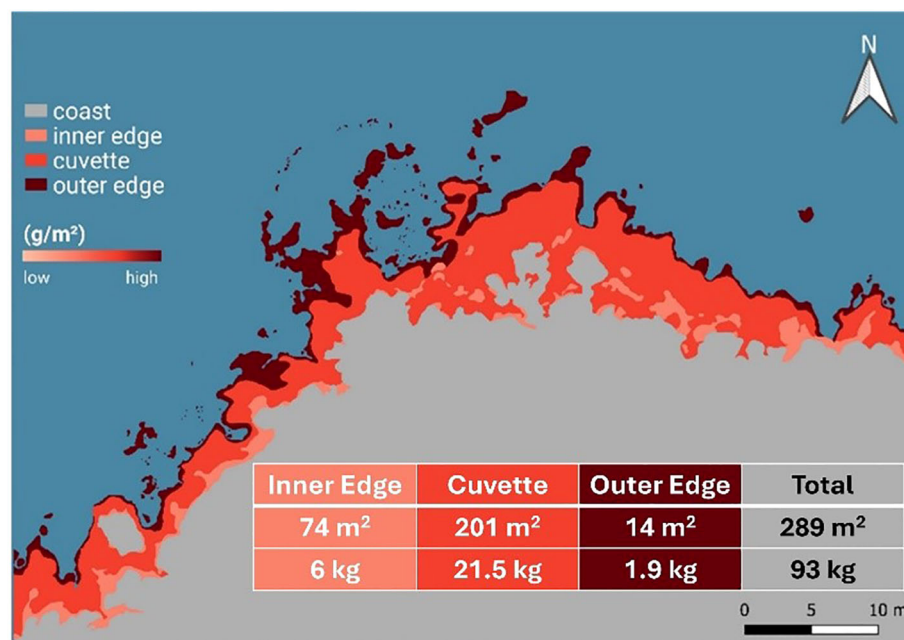 N
coast
inner edge
cuvette
outer edge
(g/m²)
low high
Inner Edge Cuvette Outer Edge Total
74 m² 201 m² 14 m² 289 m²
6 kg 21.5 kg 1.9 kg 93 kg
0 5 10 m